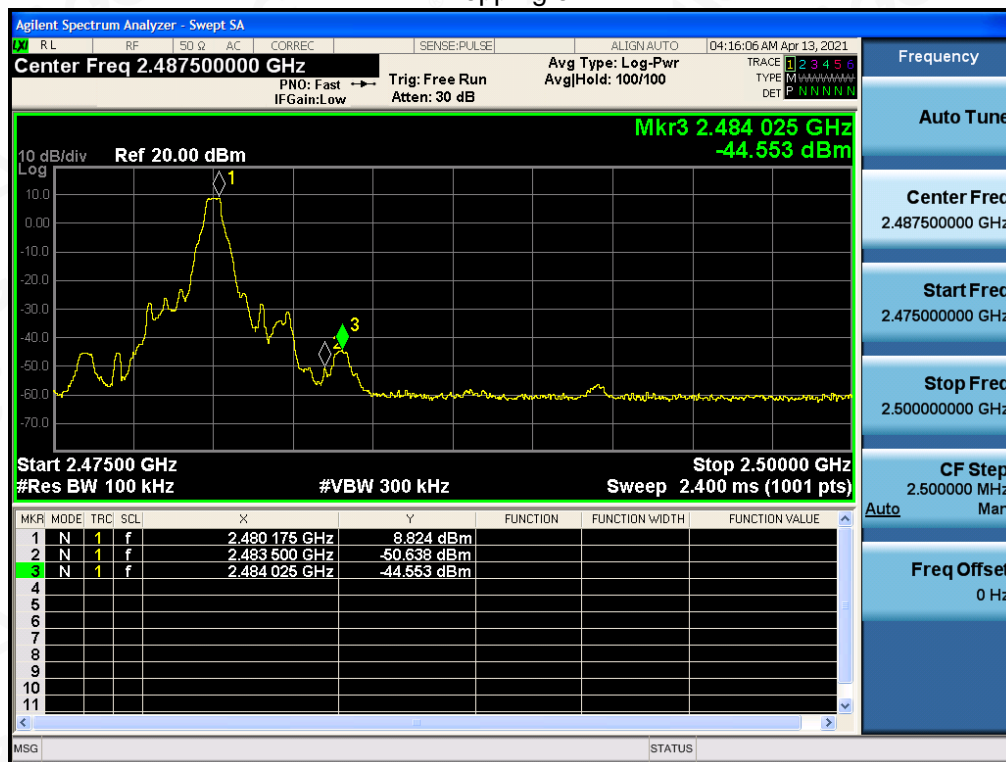 Agilent Spectrum Analyzer - Swept SA
LXI RL RF 50 Ω AC CORREC SENSE:PULSE ALIGN AUTO 04:16:06 AM Apr 13, 2021
Center Freq 2.487500000 GHz
PNO: Fast
IFGain:Low
Trig: Free Run
Atten: 30 dB
Avg Type: Log-Pwr
Avg|Hold: 100/100
TRACE 1 2 3 4 5 6
TYPE M
DET P N N N N N
Mkr3 2.484 025 GHz
-44.553 dBm
10 dB/div Ref 20.00 dBm
Log
1
10.0
0.00
-10.0
-20.0
-30.0
3
-40.0
2
-50.0
-60.0
-70.0
Start 2.47500 GHz Stop 2.50000 GHz
#Res BW 100 kHz #VBW 300 kHz Sweep 2.400 ms (1001 pts)
MKR MODE TRC SCL X Y FUNCTION FUNCTION WIDTH FUNCTION VALUE
1 N 1 f 2.480 175 GHz 8.824 dBm
2 N 1 f 2.483 500 GHz -50.638 dBm
3 N 1 f 2.484 025 GHz -44.553 dBm
4
5
6
7
8
9
10
11
MSG STATUS
Frequency
Auto Tune
Center Freq
2.487500000 GHz
Start Freq
2.475000000 GHz
Stop Freq
2.500000000 GHz
CF Step
2.500000 MHz
Auto Man
Freq Offset
0 Hz